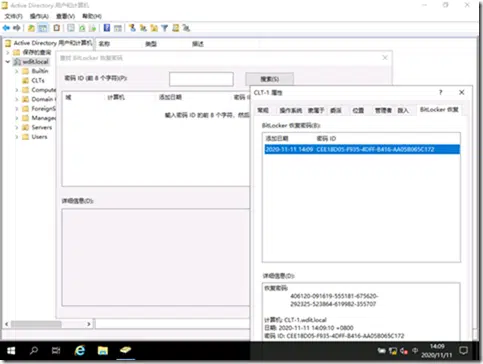 Active Directory 用户和计算机
文件(F) 操作(A) 查看(V) 帮助(H)
Active Directory 用户和计算机
保存的查询
wdit.local
Builtin
CLTs
Computer
Domain
ForeignS
Manage
Servers
Users
名称 类型 描述
查找 BitLocker 恢复密码
密码 ID (前 8 个字符)(P):
搜索(S)
域 计算机 添加日期 密码
输入密码 ID 的前 8 个字符，然后
详细信息(D):
CLT-1 属性
常规 操作系统 隶属于 委派 位置 管理者 拨入 BitLocker 恢复
BitLocker 恢复密码(B):
添加日期 密码 ID
2020-11-11 14:09 CEE18D05-F935-4DFF-B416-AA05B065C172
详细信息(D):
恢复密码:
406120-091619-555181-675620-
292325-523864-619982-355707
计算机: CLT-1.wdit.local
日期: 2020-11-11 14:09:10 +0800
密码 ID: CEE18D05-F935-4DFF-B416-AA05B065C172
中
14:09
2020/11/11